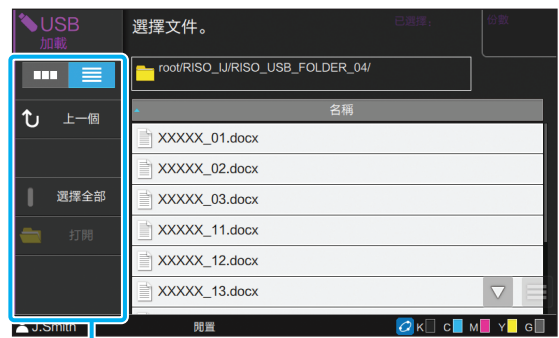 USB
加載
選擇文件。
已選擇：
份數
root/RISO_IJ/RISO_USB_FOLDER_04/
上一個
名稱
XXXXX_01.docx
XXXXX_02.docx
選擇全部
XXXXX_03.docx
打開
XXXXX_11.docx
XXXXX_12.docx
XXXXX_13.docx
J.Smith
閒置
K C M Y G